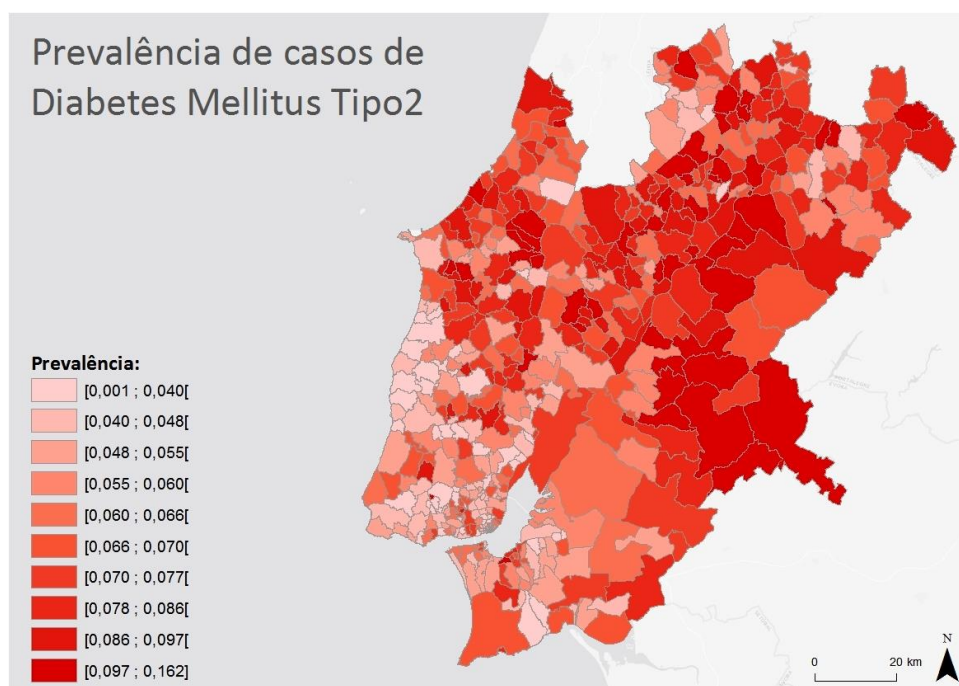 Prevalência de casos de
Diabetes Mellitus Tipo2
Prevalência:
[0,001 ; 0,040[
[0,040 ; 0,048[
[0,048 ; 0,055[
[0,055 ; 0,060[
[0,060 ; 0,066[
[0,066 ; 0,070[
[0,070 ; 0,077[
[0,078 ; 0,086[
[0,086 ; 0,097[
[0,097 ; 0,162]
N
0 20 km